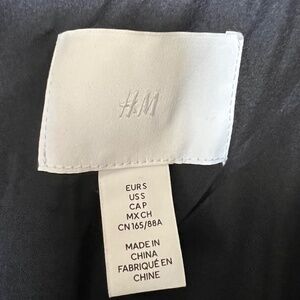 H&M
EUR S
US S
CA P
MX CH
CN 165/88A
MADE IN
CHINA
FABRIQUÉ EN
CHINE